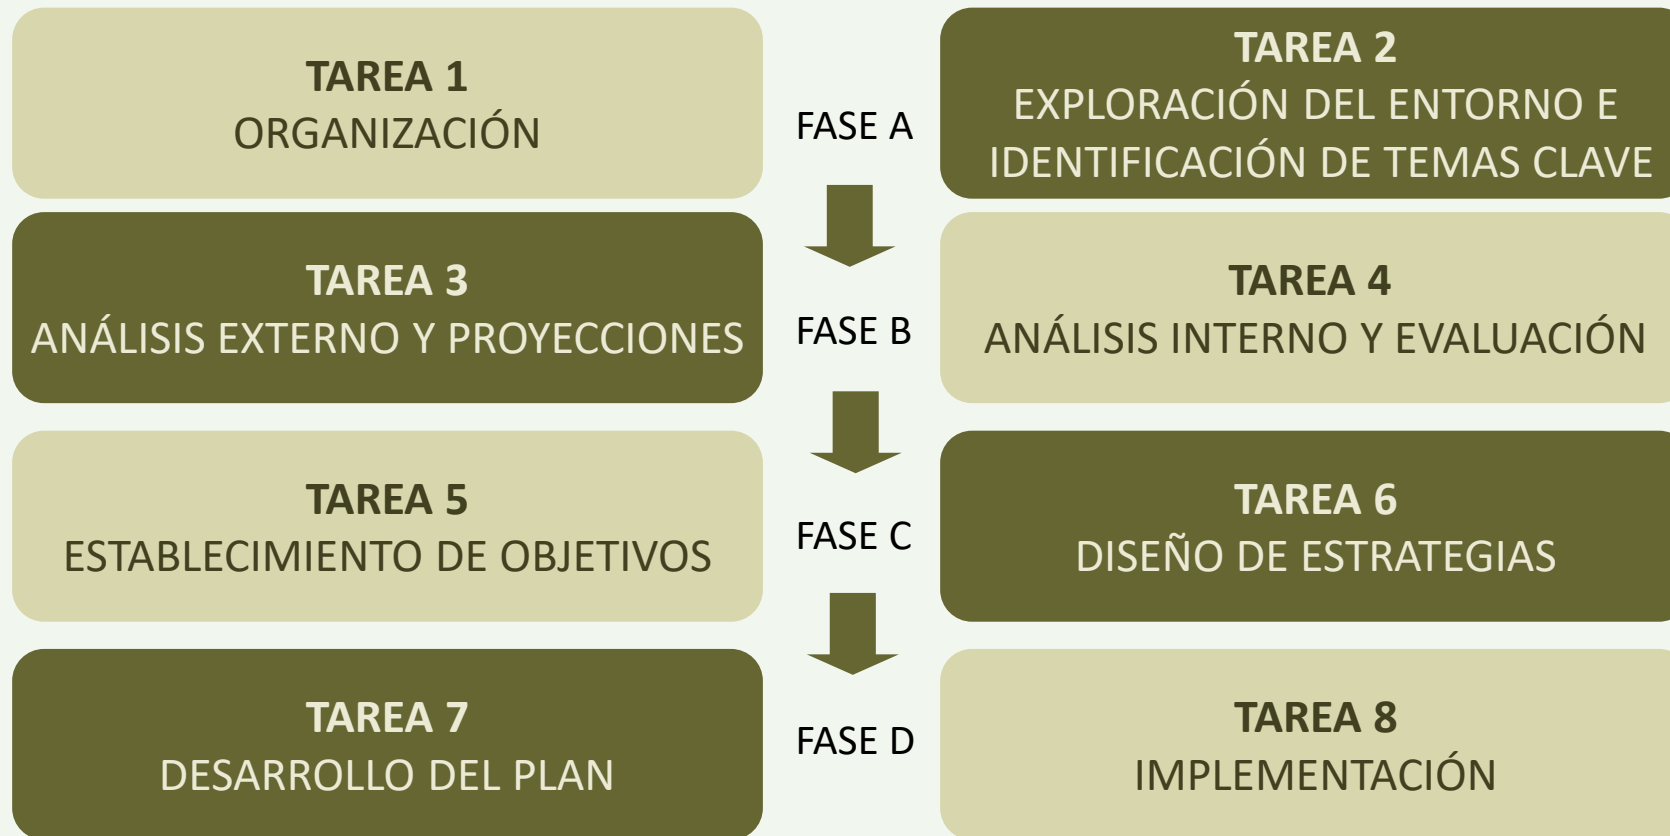 TAREA 1
ORGANIZACIÓN
FASE A
TAREA 2
EXPLORACIÓN DEL ENTORNO E
IDENTIFICACIÓN DE TEMAS CLAVE
TAREA 3
ANÁLISIS EXTERNO Y PROYECCIONES
FASE B
TAREA 4
ANÁLISIS INTERNO Y EVALUACIÓN
TAREA 5
ESTABLECIMIENTO DE OBJETIVOS
FASE C
TAREA 6
DISEÑO DE ESTRATEGIAS
TAREA 7
DESARROLLO DEL PLAN
FASE D
TAREA 8
IMPLEMENTACIÓN